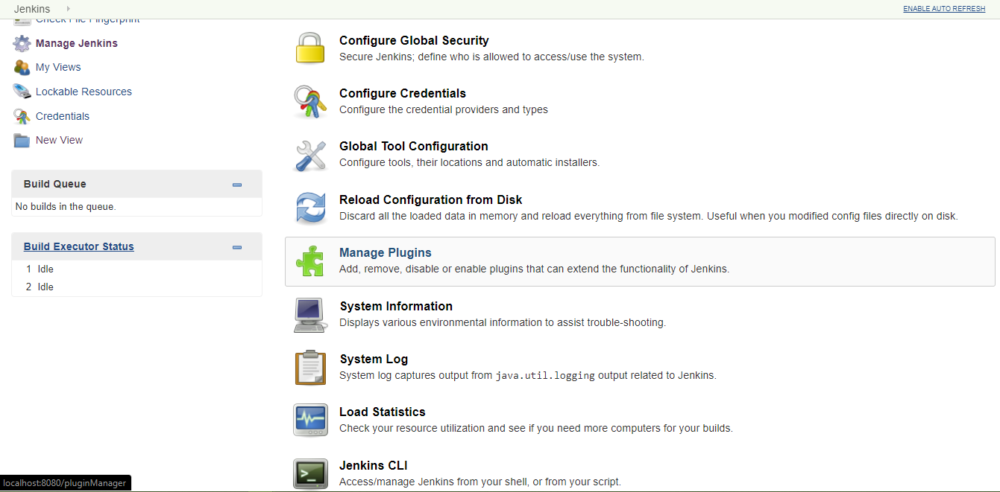 Jenkins
ENABLE AUTO REFRESH
Check File Fingerprint
Manage Jenkins
My Views
Lockable Resources
Credentials
New View
Build Queue
No builds in the queue.
Build Executor Status
1 Idle
2 Idle
Configure Global Security
Secure Jenkins; define who is allowed to access/use the system.
Configure Credentials
Configure the credential providers and types
Global Tool Configuration
Configure tools, their locations and automatic installers.
Reload Configuration from Disk
Discard all the loaded data in memory and reload everything from file system. Useful when you modified config files directly on disk.
Manage Plugins
Add, remove, disable or enable plugins that can extend the functionality of Jenkins.
System Information
Displays various environmental information to assist trouble-shooting.
System Log
System log captures output from java.util.logging output related to Jenkins.
Load Statistics
Check your resource utilization and see if you need more computers for your builds.
Jenkins CLI
Access/manage Jenkins from your shell, or from your script.
localhost:8080/pluginManager